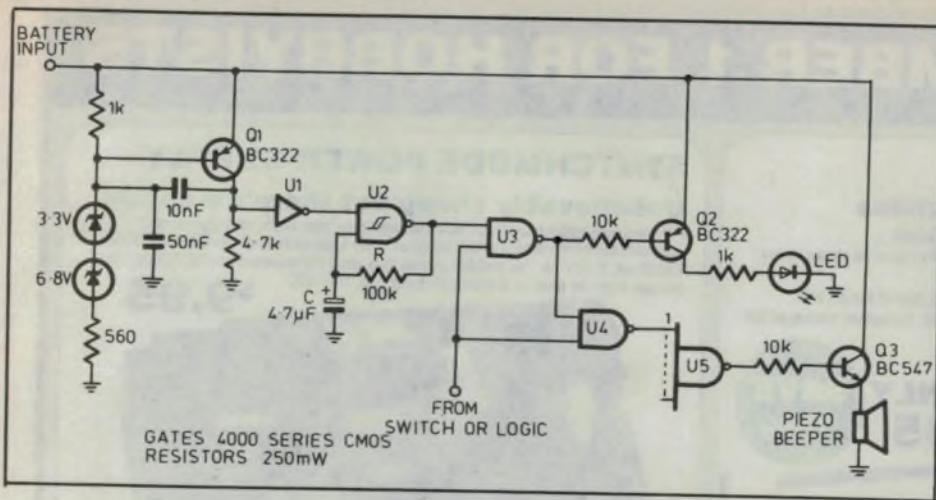 BATTERY
INPUT
1k
Q1
BC322
3·3V
6·8V
560
10nF
50nF
4·7k
U1
U2
R
100k
C
+
4·7μF
U3
10k
Q2
BC322
1k
LED
U4
1
U5
10k
Q3
BC547
PIEZO
BEEPER
FROM
SWITCH OR LOGIC
GATES 4000 SERIES CMOS
RESISTORS 250mW